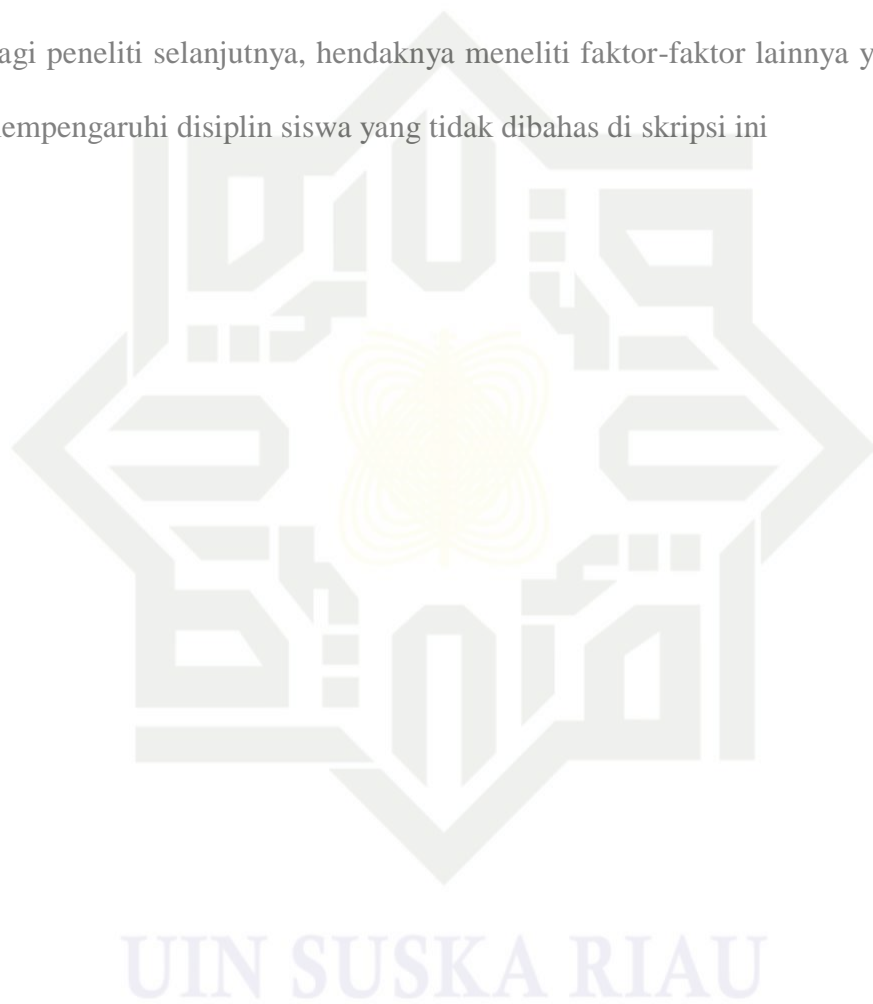 agi peneliti selanjutnya, hendaknya meneliti faktor-faktor lainnya y
empengaruhi disiplin siswa yang tidak dibahas di skripsi ini
UIN SUSKA RIAU